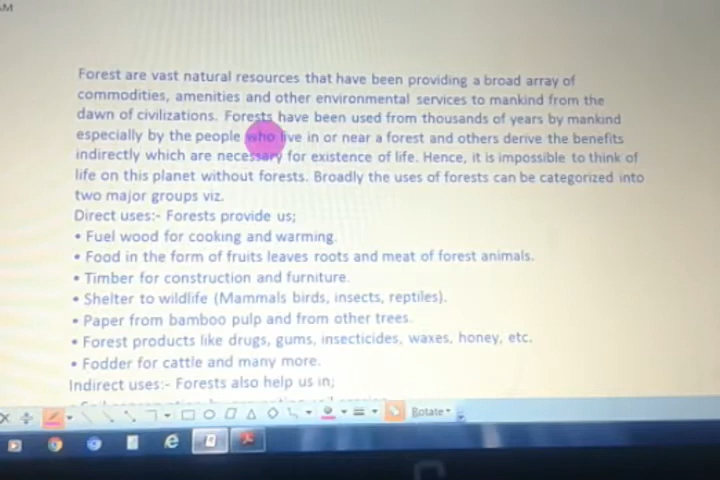 AM
Forest are vast natural resources that have been providing a broad array of
commodities, amenities and other environmental services to mankind from the
dawn of civilizations. Forests have been used from thousands of years by mankind
especially by the people who live in or near a forest and others derive the benefits
indirectly which are necessary for existence of life. Hence, it is impossible to think of
life on this planet without forests. Broadly the uses of forests can be categorized into
two major groups viz.
Direct uses:- Forests provide us;
• Fuel wood for cooking and warming.
• Food in the form of fruits leaves roots and meat of forest animals.
• Timber for construction and furniture.
• Shelter to wildlife (Mammals birds, insects, reptiles).
• Paper from bamboo pulp and from other trees.
• Forest products like drugs, gums, insecticides, waxes, honey, etc.
• Fodder for cattle and many more.
Indirect uses:- Forests also help us in;
Rotate